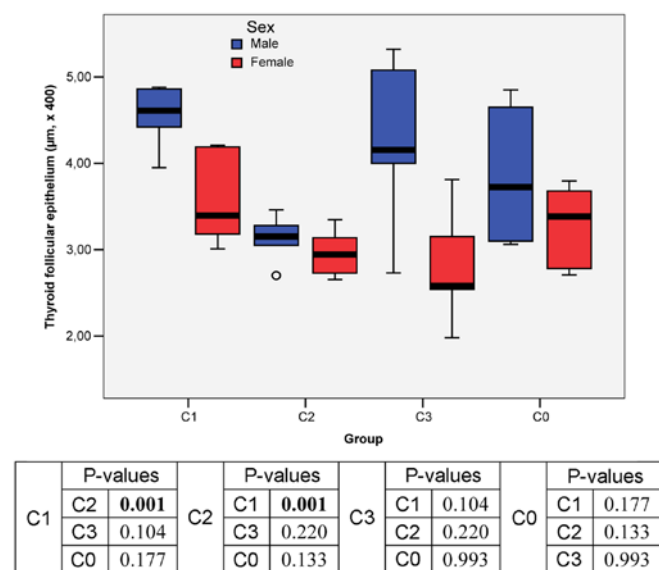 Sex
Male
Female
Thyroid follicular epithelium (µm, x 400)
5,00
4,00
3,00
2,00
C1 C2 C3 C0
Group
P-values P-values P-values P-values
C1 C2 0.001 C2 C1 0.001 C3 C1 0.104 C0 C1 0.177
C3 0.104 C3 0.220 C2 0.220 C2 0.133
C0 0.177 C0 0.133 C0 0.993 C3 0.993